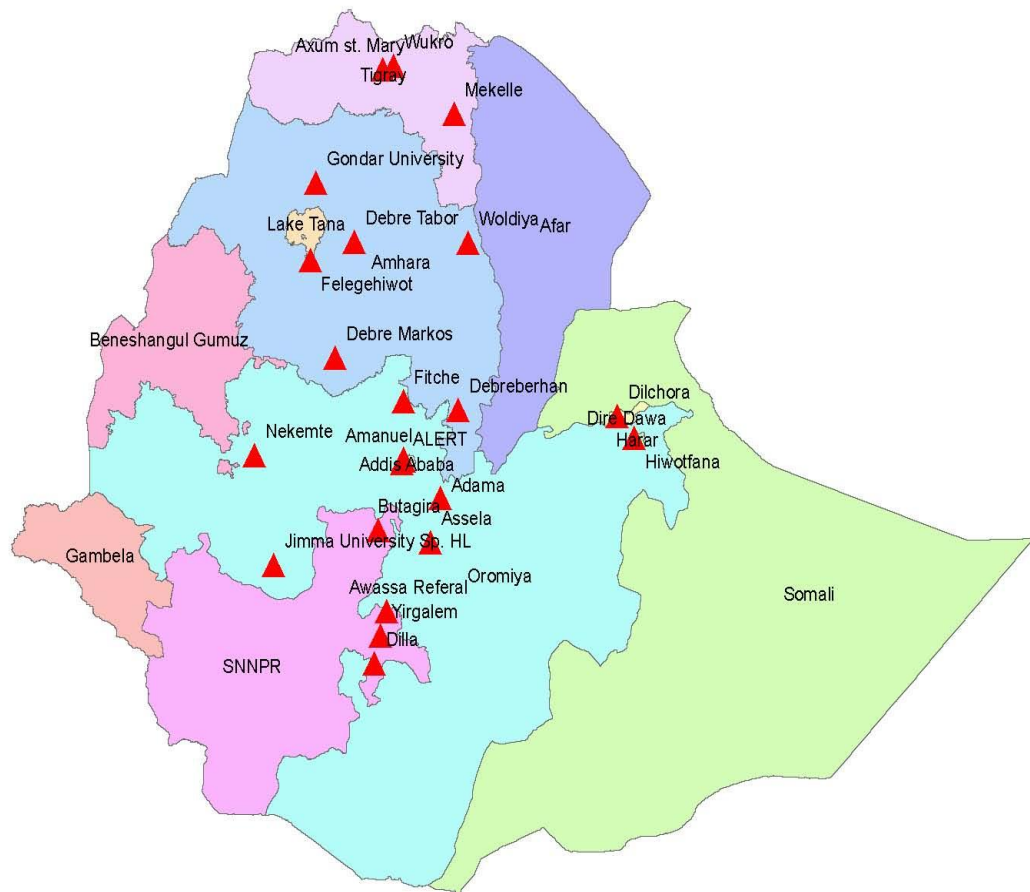 Axum st. Mary
Wukro
Tigray
Mekelle
Gondar University
Lake Tana
Debre Tabor
Woldiya
Afar
Amhara
Felegehiwot
Beneshangul Gumuz
Debre Markos
Fitche
Debreberhan
Dilchora
Dire Dawa
Nekemte
Amanuel
ALERT
Harar
Addis Ababa
Hiwotfana
Adama
Butagira
Assela
Gambela
Jimma University Sp. HL
Awassa Referal
Oromiya
Somali
Yirgalem
Dilla
SNNPR